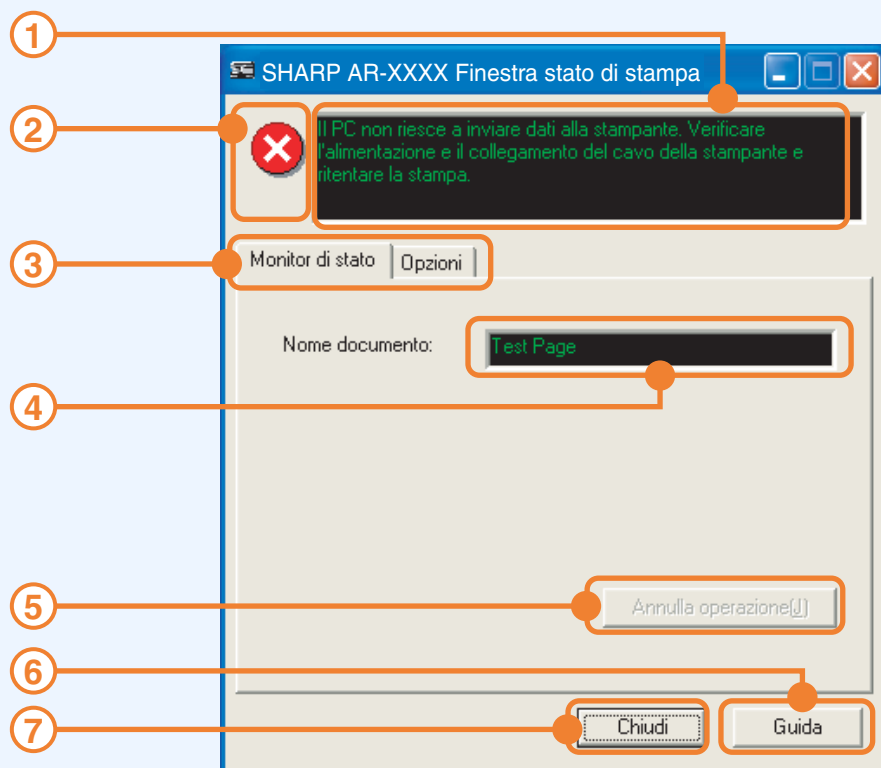 1
SHARP AR-XXXX Finestra stato di stampa
2
Il PC non riesce a inviare dati alla stampante. Verificare
l'alimentazione e il collegamento del cavo della stampante e
ritentare la stampa.
3
Monitor di stato
Opzioni
Nome documento:
Test Page
4
5
Annulla operazione(J)
6
7
Chiudi
Guida